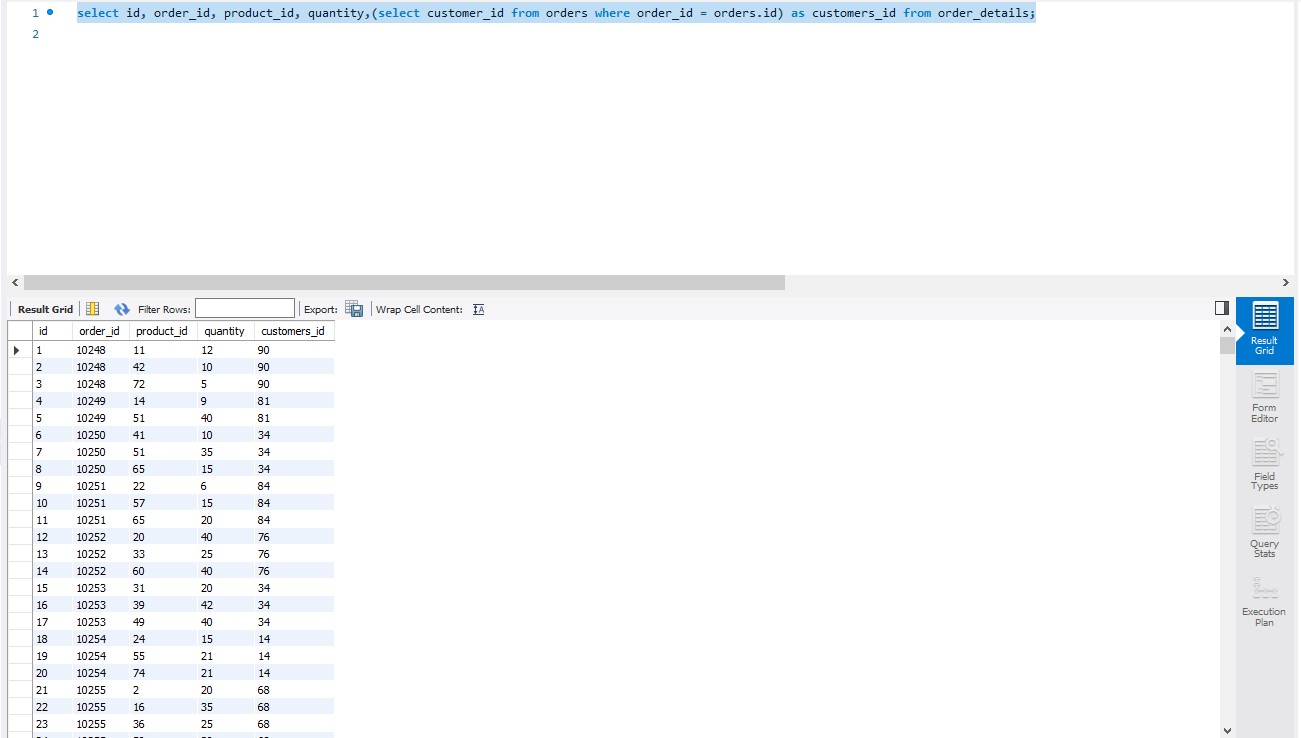 1 select id, order_id, product_id, quantity,(select customer_id from orders where order_id = orders.id) as customers_id from order_details;
2
Result Grid Filter Rows: Export: Wrap Cell Content:
id order_id product_id quantity customers_id
1 10248 11 12 90
2 10248 42 10 90
3 10248 72 5 90
4 10249 14 9 81
5 10249 51 40 81
6 10250 41 10 34
7 10250 51 35 34
8 10250 65 15 34
9 10251 22 6 84
10 10251 57 15 84
11 10251 65 20 84
12 10252 20 40 76
13 10252 33 25 76
14 10252 60 40 76
15 10253 31 20 34
16 10253 39 42 34
17 10253 49 40 34
18 10254 24 15 14
19 10254 55 21 14
20 10254 74 21 14
21 10255 2 20 68
22 10255 16 35 68
23 10255 36 25 68
Result
Grid
Form
Editor
Field
Types
Query
Stats
Execution
Plan